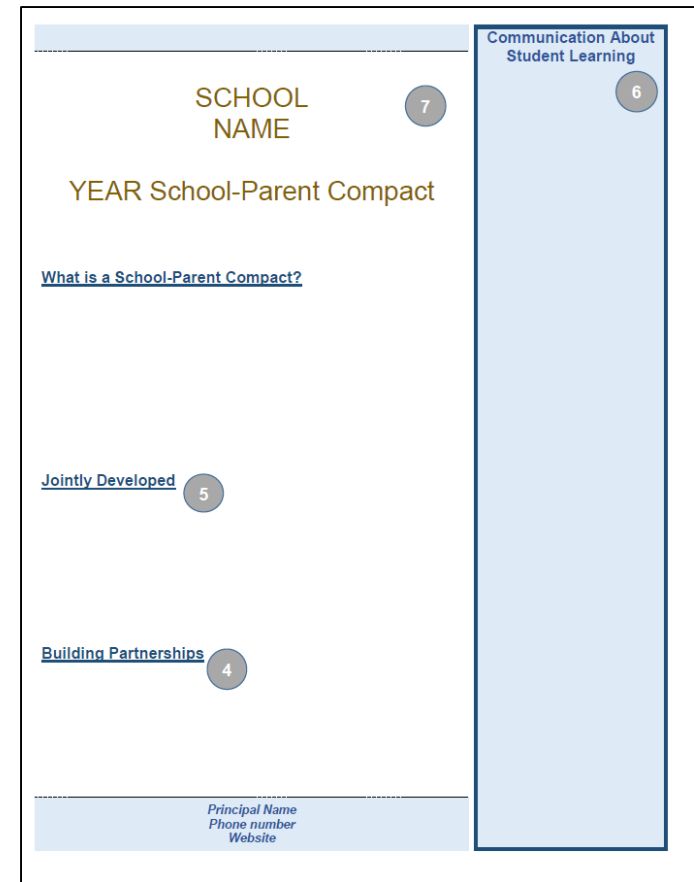 SCHOOL
NAME
7
YEAR School-Parent Compact
What is a School-Parent Compact?
Jointly Developed
5
Building Partnerships
4
Principal Name
Phone number
Website
Communication About
Student Learning
6